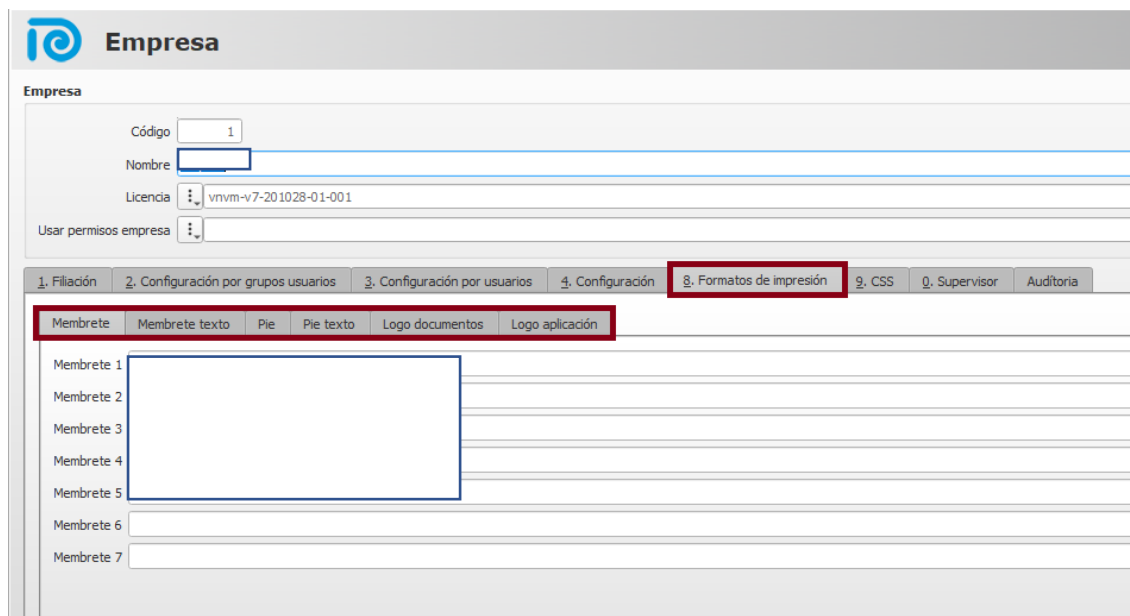 Empresa
Empresa
Código 1
Nombre
Licencia vnvm-v7-201028-01-001
Usar permisos empresa
1. Filiación 2. Configuración por grupos usuarios 3. Configuración por usuarios 4. Configuración 8. Formatos de impresión 9. CSS 0. Supervisor Audítoria
Membrete Membrete texto Pie Pie texto Logo documentos Logo aplicación
Membrete 1
Membrete 2
Membrete 3
Membrete 4
Membrete 5
Membrete 6
Membrete 7